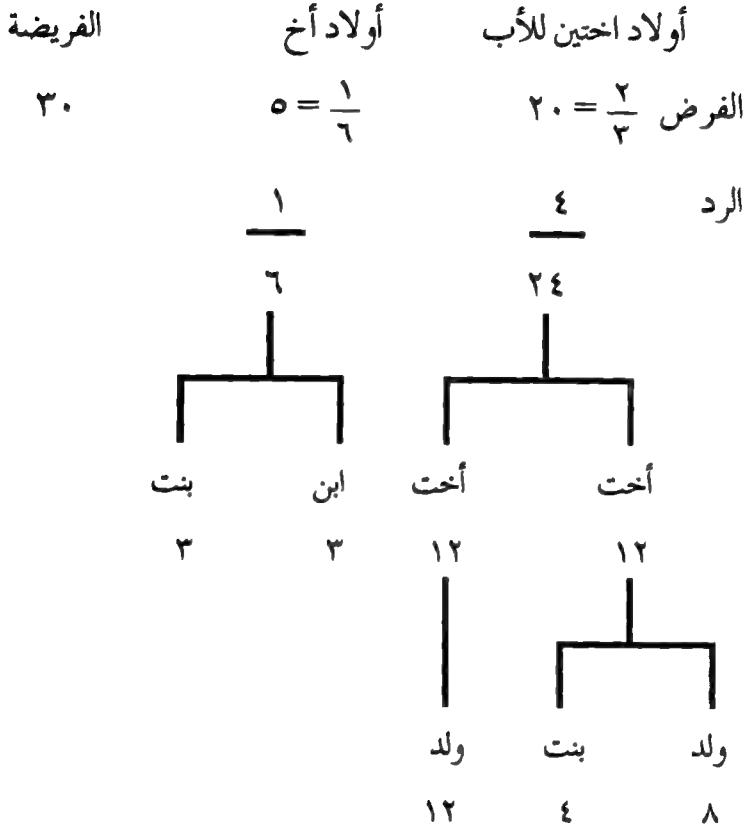 أولاد اختين للأب أولاد أخ الفريضة
الفرض ٢/٣ = ٢٠ ١/٦ = ٥ ٣٠
الرد ٤ ١
٢٤ ٦
أخت أخت ابن بنت
١٢ ١٢ ٣ ٣
ولد بنت ولد
٨ ٤ ١٢